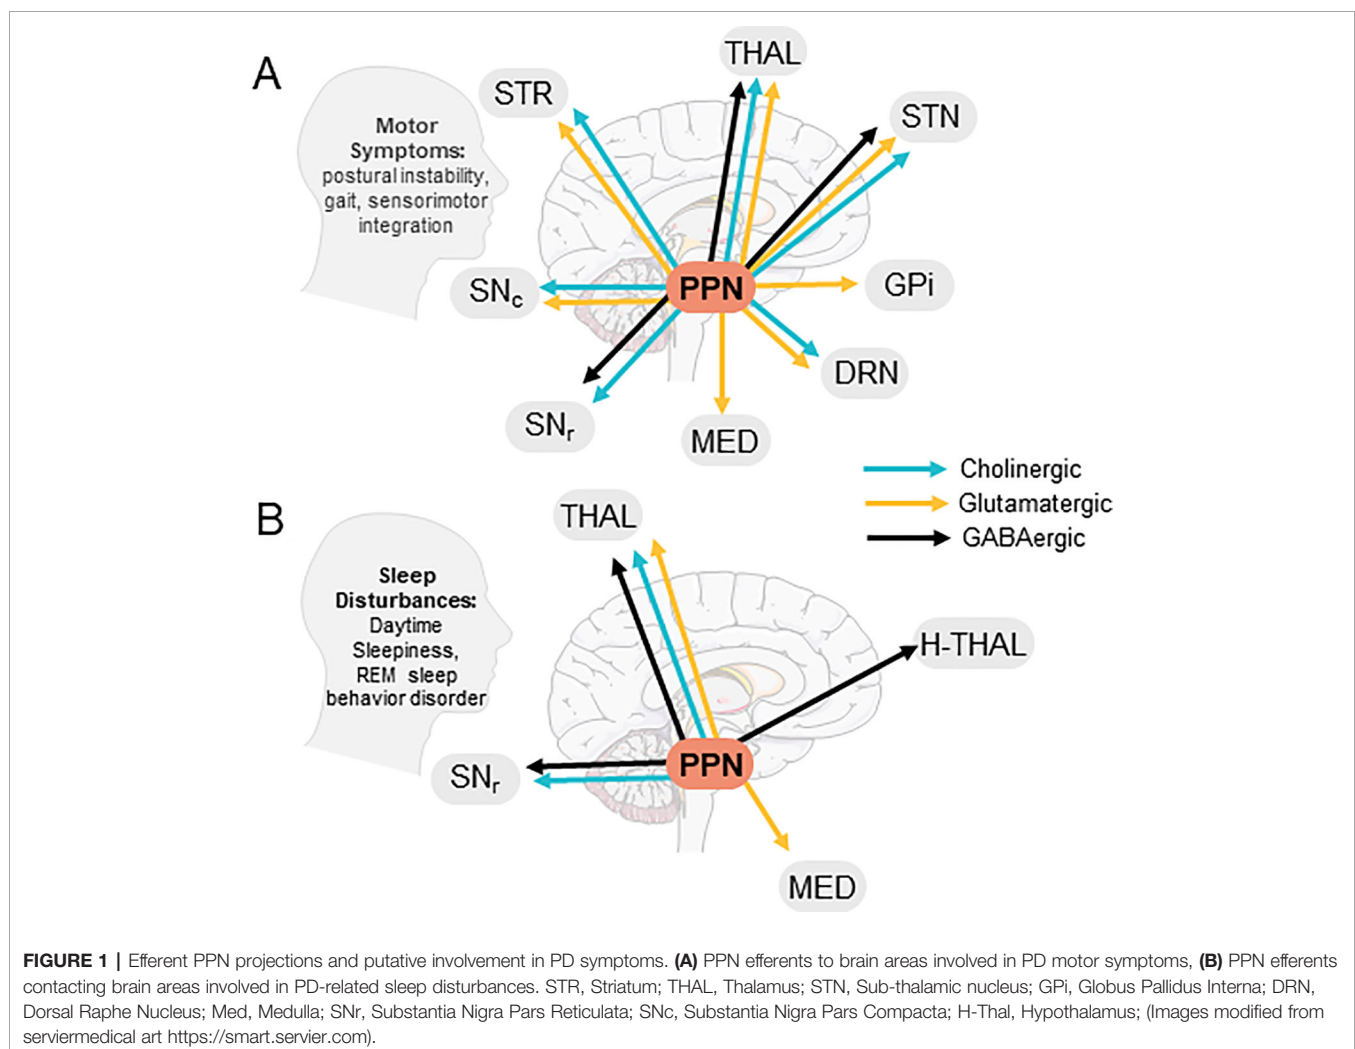 A
THAL
STR
STN
Motor
Symptoms:
postural instability,
gait, sensorimotor
integration
SNc
PPN
GPi
DRN
SNr
MED
Cholinergic
Glutamatergic
GABAergic
B
THAL
Sleep
Disturbances:
Daytime
Sleepiness,
REM sleep
behavior disorder
H-THAL
PPN
SNr
MED
FIGURE 1 | Efferent PPN projections and putative involvement in PD symptoms. (A) PPN efferents to brain areas involved in PD motor symptoms, (B) PPN efferents
contacting brain areas involved in PD-related sleep disturbances. STR, Striatum; THAL, Thalamus; STN, Sub-thalamic nucleus; GPi, Globus Pallidus Interna; DRN,
Dorsal Raphe Nucleus; Med, Medulla; SNr, Substantia Nigra Pars Reticulata; SNc, Substantia Nigra Pars Compacta; H-Thal, Hypothalamus; (Images modified from
serviermedical art https://smart.servier.com).